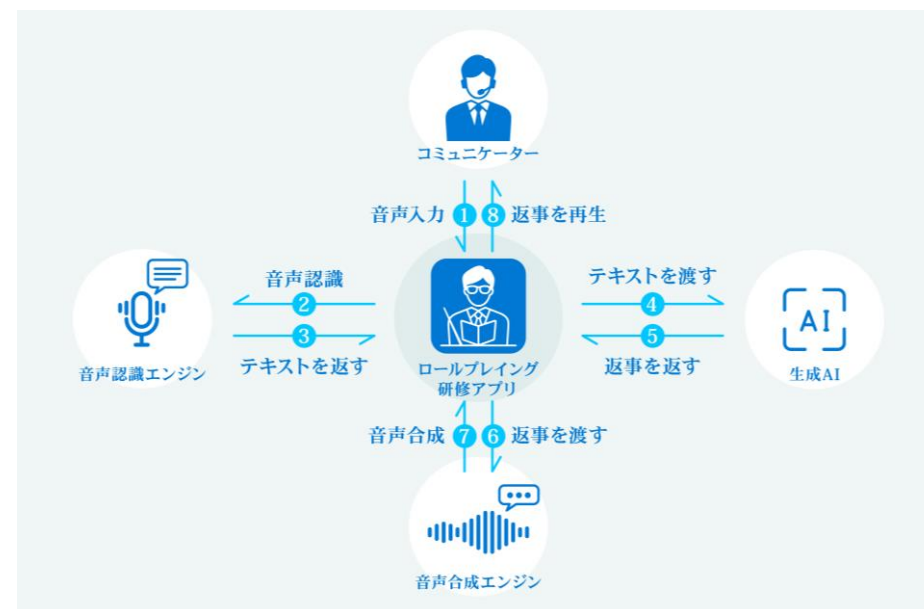 コミュニケーター
音声入力 1 8 返事を再生
音声認識
2
3
テキストを返す
音声認識エンジン
ロールプレイング
研修アプリ
テキストを渡す
4
5
返事を返す
AI
生成AI
音声合成 7 6 返事を渡す
音声合成エンジン